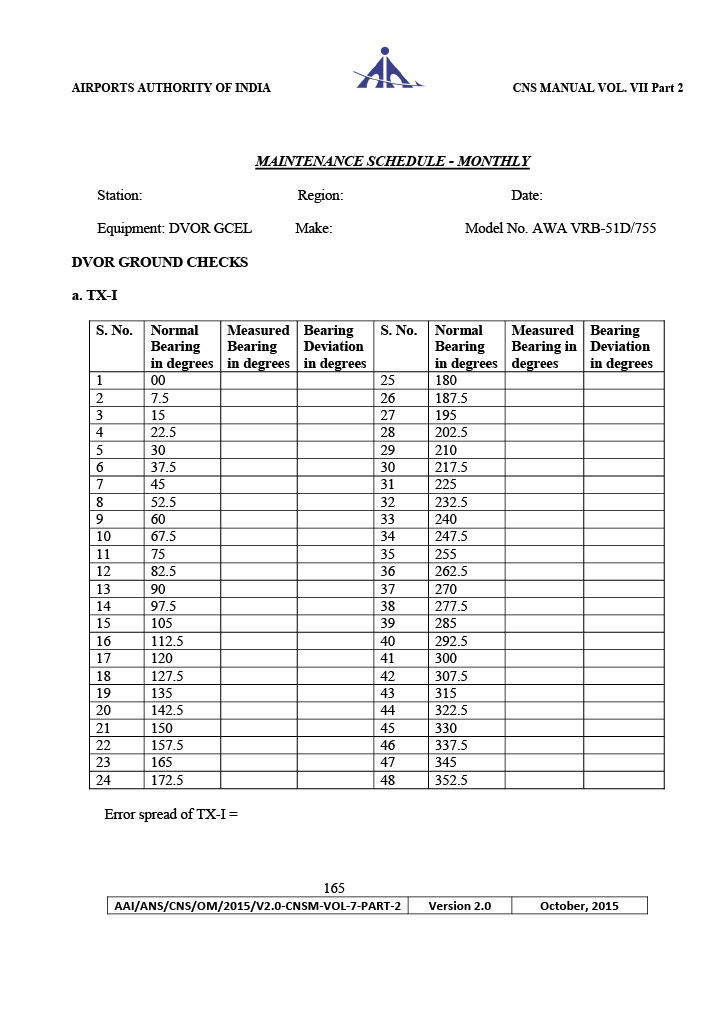 AIRPORTS AUTHORITY OF INDIA CNS MANUAL VOL. VII Part 2
MAINTENANCE SCHEDULE - MONTHLY
Station: Region: Date:
Equipment: DVOR GCEL Make: Model No. AWA VRB-51D/755
DVOR GROUND CHECKS
a. TX-I
S. No. Normal Measured Bearing S. No. Normal Measured Bearing
Bearing Bearing Deviation Bearing Bearing in Deviation
in degrees in degrees in degrees in degrees degrees in degrees
1 00 25 180
2 7.5 26 187.5
3 15 27 195
4 22.5 28 202.5
5 30 29 210
6 37.5 30 217.5
7 45 31 225
8 52.5 32 232.5
9 60 33 240
10 67.5 34 247.5
11 75 35 255
12 82.5 36 262.5
13 90 37 270
14 97.5 38 277.5
15 105 39 285
16 112.5 40 292.5
17 120 41 300
18 127.5 42 307.5
19 135 43 315
20 142.5 44 322.5
21 150 45 330
22 157.5 46 337.5
23 165 47 345
24 172.5 48 352.5
Error spread of TX-I =
165
AAI/ANS/CNS/OM/2015/V2.0-CNSM-VOL-7-PART-2 Version 2.0 October, 2015